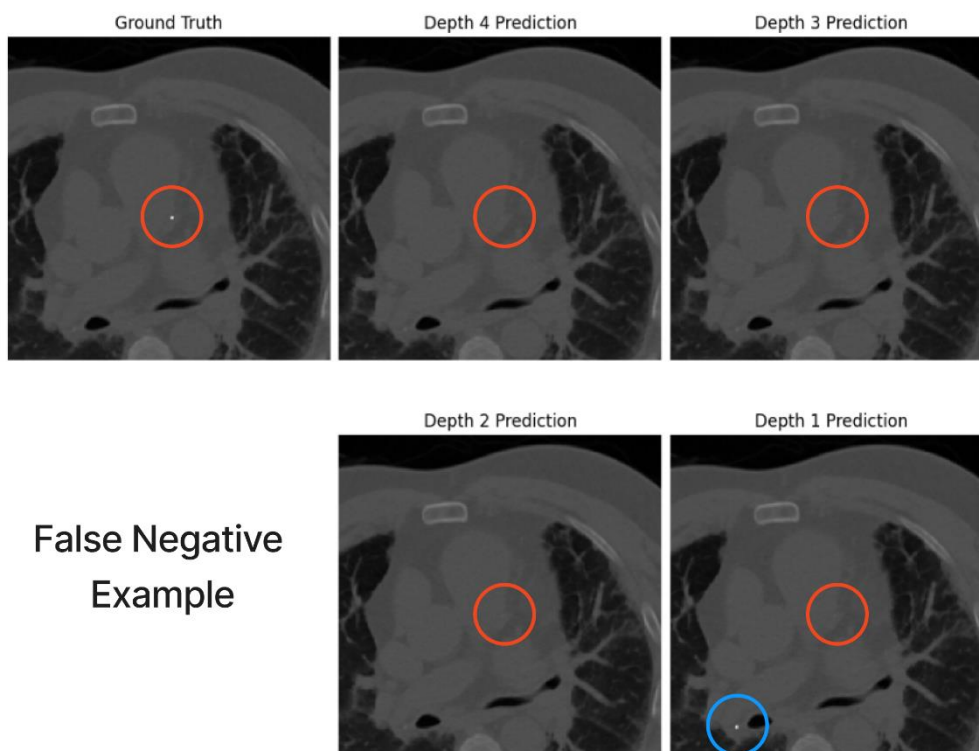 Ground Truth
Depth 4 Prediction
Depth 3 Prediction
Depth 2 Prediction
Depth 1 Prediction
False Negative
Example